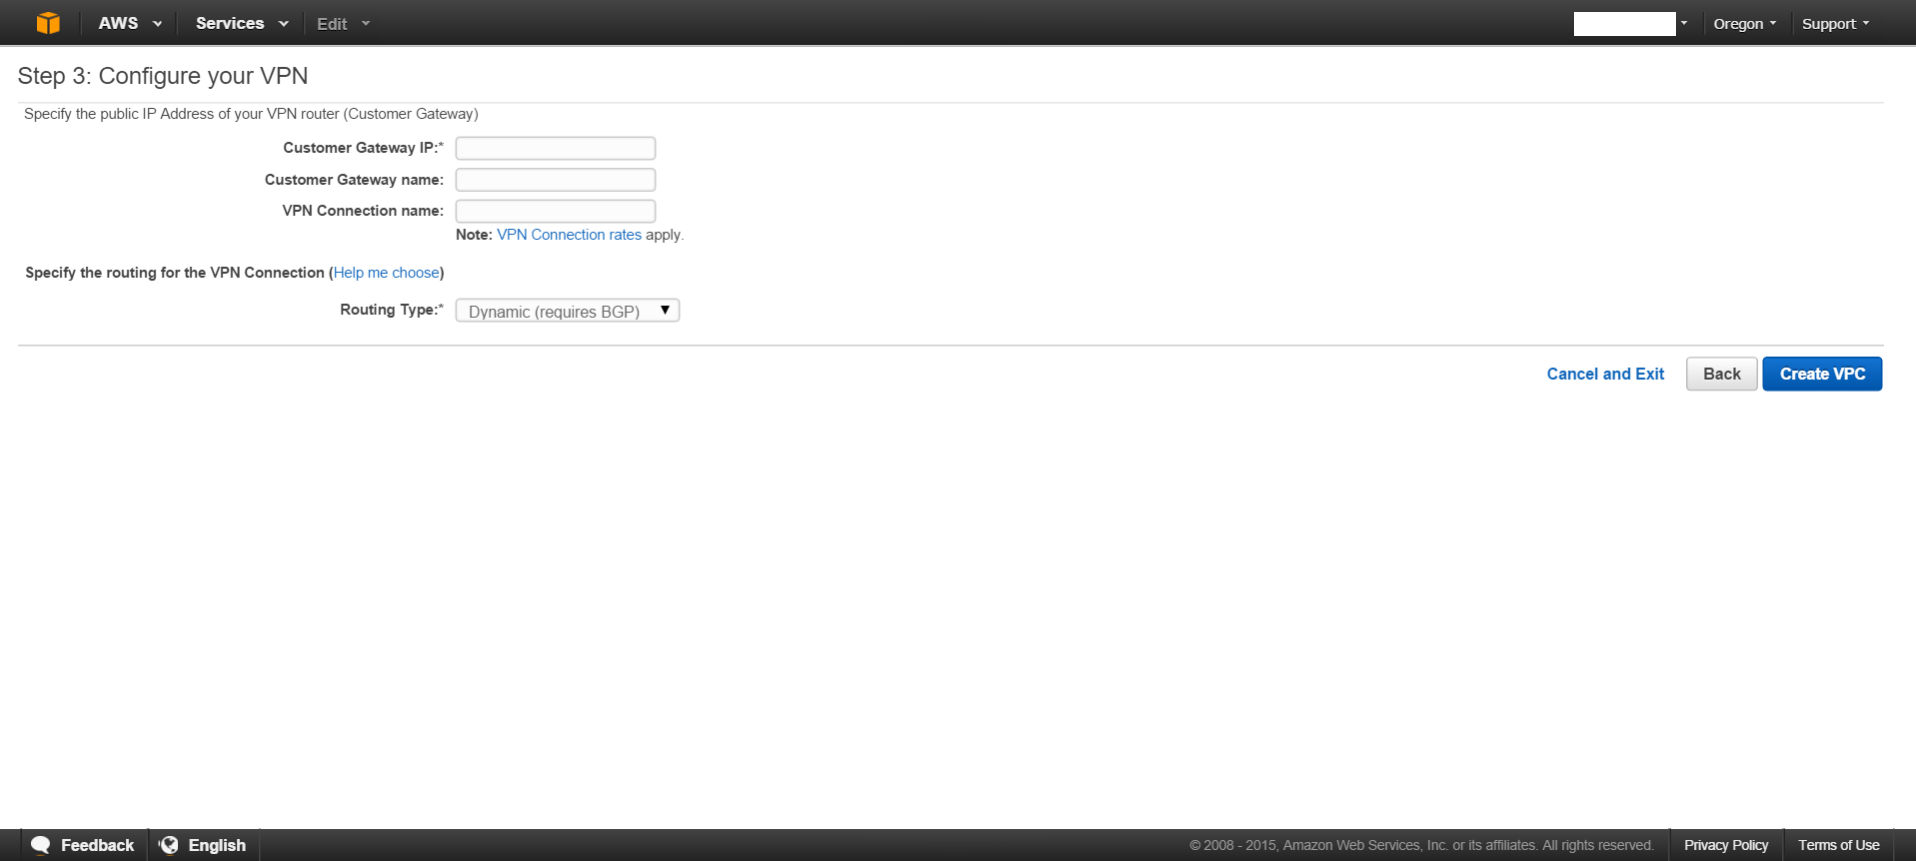 AWS Services Edit Oregon Support
Step 3: Configure your VPN
Specify the public IP Address of your VPN router (Customer Gateway)
Customer Gateway IP:*
Customer Gateway name:
VPN Connection name:
Note: VPN Connection rates apply.
Specify the routing for the VPN Connection (Help me choose)
Routing Type:* Dynamic (requires BGP)
Cancel and Exit Back Create VPC
Feedback English © 2008 - 2015, Amazon Web Services, Inc. or its affiliates. All rights reserved. Privacy Policy Terms of Use